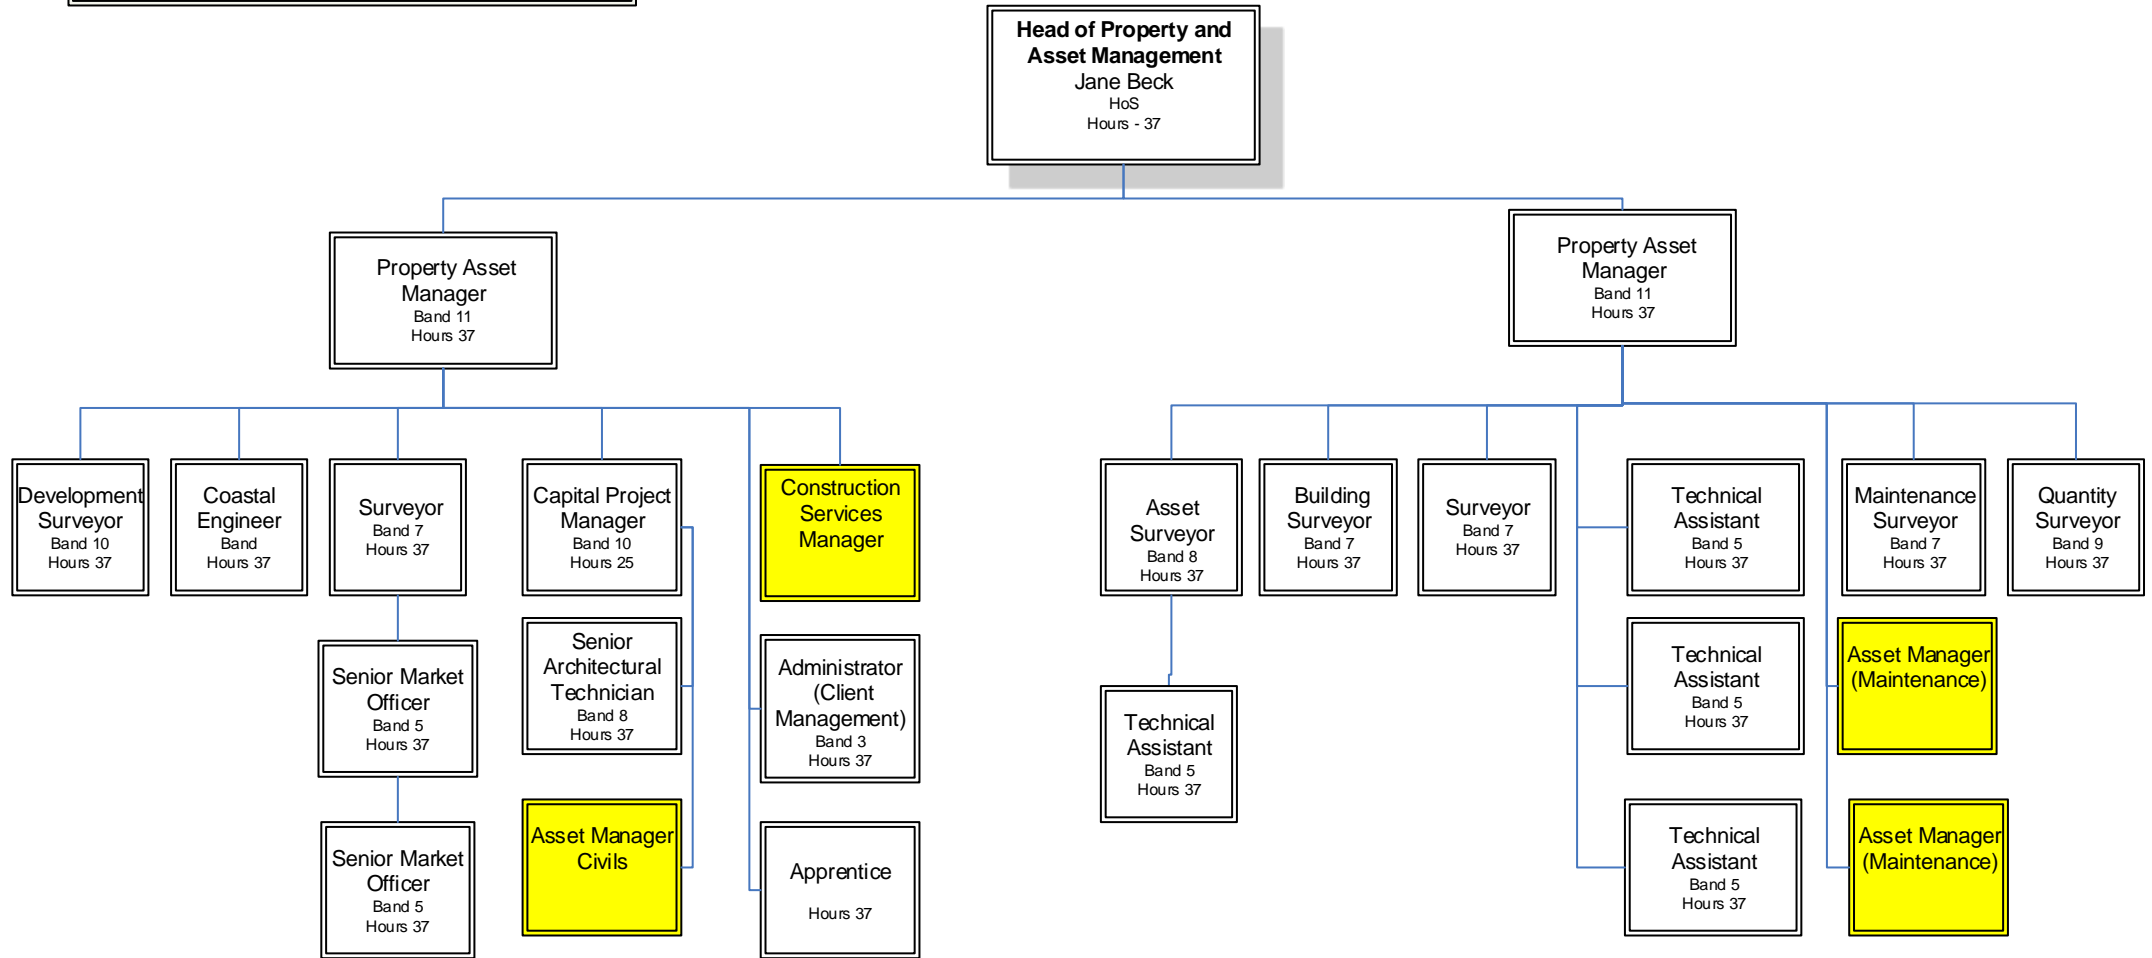 Head of Property and
Asset Management
Jane Beck
HoS
Hours - 37
Property Asset
Manager
Band 11
Hours 37
Property Asset
Manager
Band 11
Hours 37
Development
Surveyor
Band 10
Hours 37
Coastal
Engineer
Band
Hours 37
Surveyor
Band 7
Hours 37
Capital Project
Manager
Band 10
Hours 25
Construction
Services
Manager
Asset
Surveyor
Band 8
Hours 37
Building
Surveyor
Band 7
Hours 37
Surveyor
Band 7
Hours 37
Technical
Assistant
Band 5
Hours 37
Maintenance
Surveyor
Band 7
Hours 37
Quantity
Surveyor
Band 9
Hours 37
Senior Market
Officer
Band 5
Hours 37
Senior
Architectural
Technician
Band 8
Hours 37
Administrator
(Client
Management)
Band 3
Hours 37
Technical
Assistant
Band 5
Hours 37
Technical
Assistant
Band 5
Hours 37
Asset Manager
(Maintenance)
Senior Market
Officer
Band 5
Hours 37
Asset Manager
Civils
Apprentice
Hours 37
Technical
Assistant
Band 5
Hours 37
Asset Manager
(Maintenance)